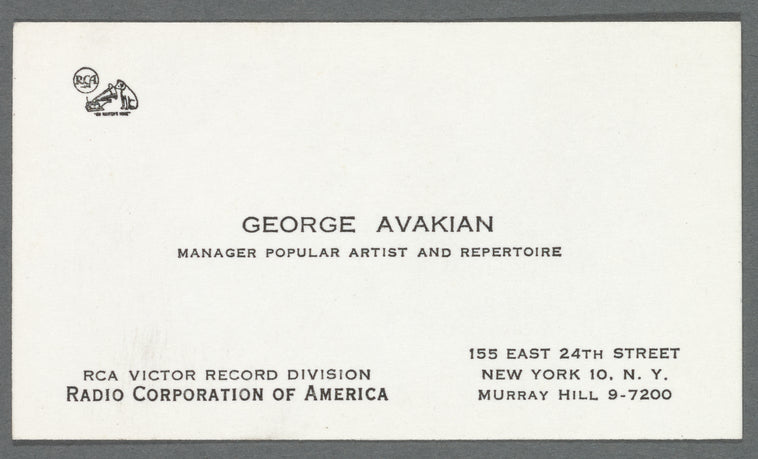 RCA
"HIS MASTER'S VOICE"
GEORGE AVAKIAN
MANAGER POPULAR ARTIST AND REPERTOIRE
RCA VICTOR RECORD DIVISION
RADIO CORPORATION OF AMERICA
155 EAST 24TH STREET
NEW YORK 10, N. Y.
MURRAY HILL 9-7200